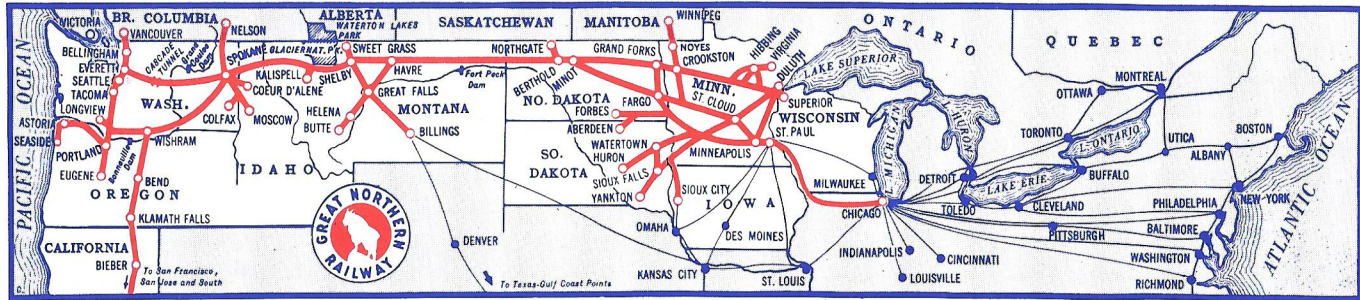 VICTORIA
BR. COLUMBIA
VANCOUVER
BELLINGHAM
EVERETT
SEATTLE
TACOMA
LONGVIEW
ASTORIA
SEASIDE
PORTLAND
EUGENE
PACIFIC OCEAN
CASCADE TUNNEL
Grand Coulee Dam
WASH.
NELSON
SPOKANE
COLFAX
MOSCOW
COEUR D'ALENE
KALISPELL
WISHRAM
Bonneville Dam
OREGON
BEND
KLAMATH FALLS
CALIFORNIA
BIEBER
To San Francisco,
San Jose and South
IDAHO
ALBERTA
WATERTON LAKES
PARK
GLACIER NAT. PK.
SWEET GRASS
SHELBY
HAVRE
GREAT FALLS
HELENA
BUTTE
MONTANA
BILLINGS
Fort Peck
Dam
GREAT NORTHERN
RAILWAY
SASKATCHEWAN
MANITOBA
WINNIPEG
NORTHGATE
GRAND FORKS
NOYES
CROOKSTON
BERTHOLD
MINOT
NO. DAKOTA
FARGO
FORBES
ABERDEEN
SO.
DAKOTA
WATERTOWN
HURON
SIOUX FALLS
YANKTON
SIOUX CITY
MINN.
ST. CLOUD
HIBBING
VIRGINIA
DULUTH
SUPERIOR
WISCONSIN
ST. PAUL
MINNEAPOLIS
IOWA
OMAHA
DES MOINES
DENVER
KANSAS CITY
ST. LOUIS
To Texas-Gulf Coast Points
MILWAUKEE
CHICAGO
L. MICHIGAN
LAKE SUPERIOR
L. HURON
ONTARIO
QUEBEC
INDIANAPOLIS
CINCINNATI
LOUISVILLE
DETROIT
TOLEDO
LAKE ERIE
CLEVELAND
BUFFALO
TORONTO
L. ONTARIO
OTTAWA
MONTREAL
UTICA
ALBANY
BOSTON
NEW-YORK
PHILADELPHIA
PITTSBURGH
BALTIMORE
WASHINGTON
RICHMOND
ATLANTIC OCEAN